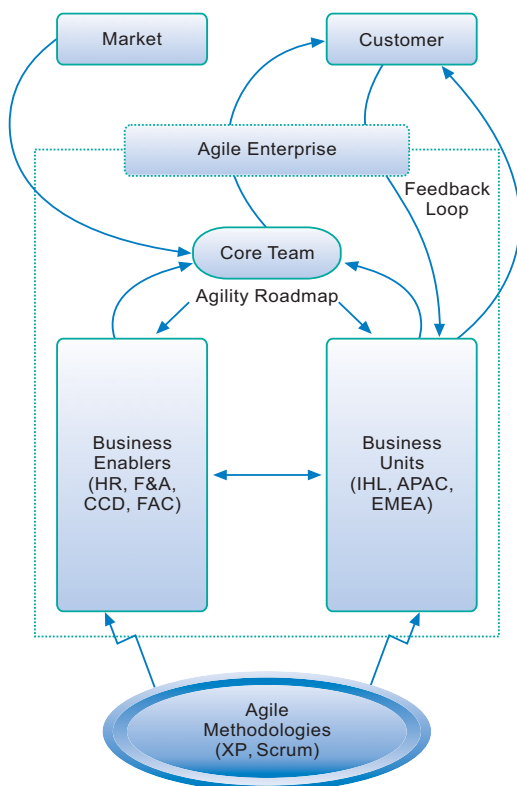 Market
Customer
Agile Enterprise
Feedback
Loop
Core Team
Agility Roadmap
Business
Enablers
(HR, F&A,
CCD, FAC)
Business
Units
(IHL, APAC,
EMEA)
Agile
Methodologies
(XP, Scrum)